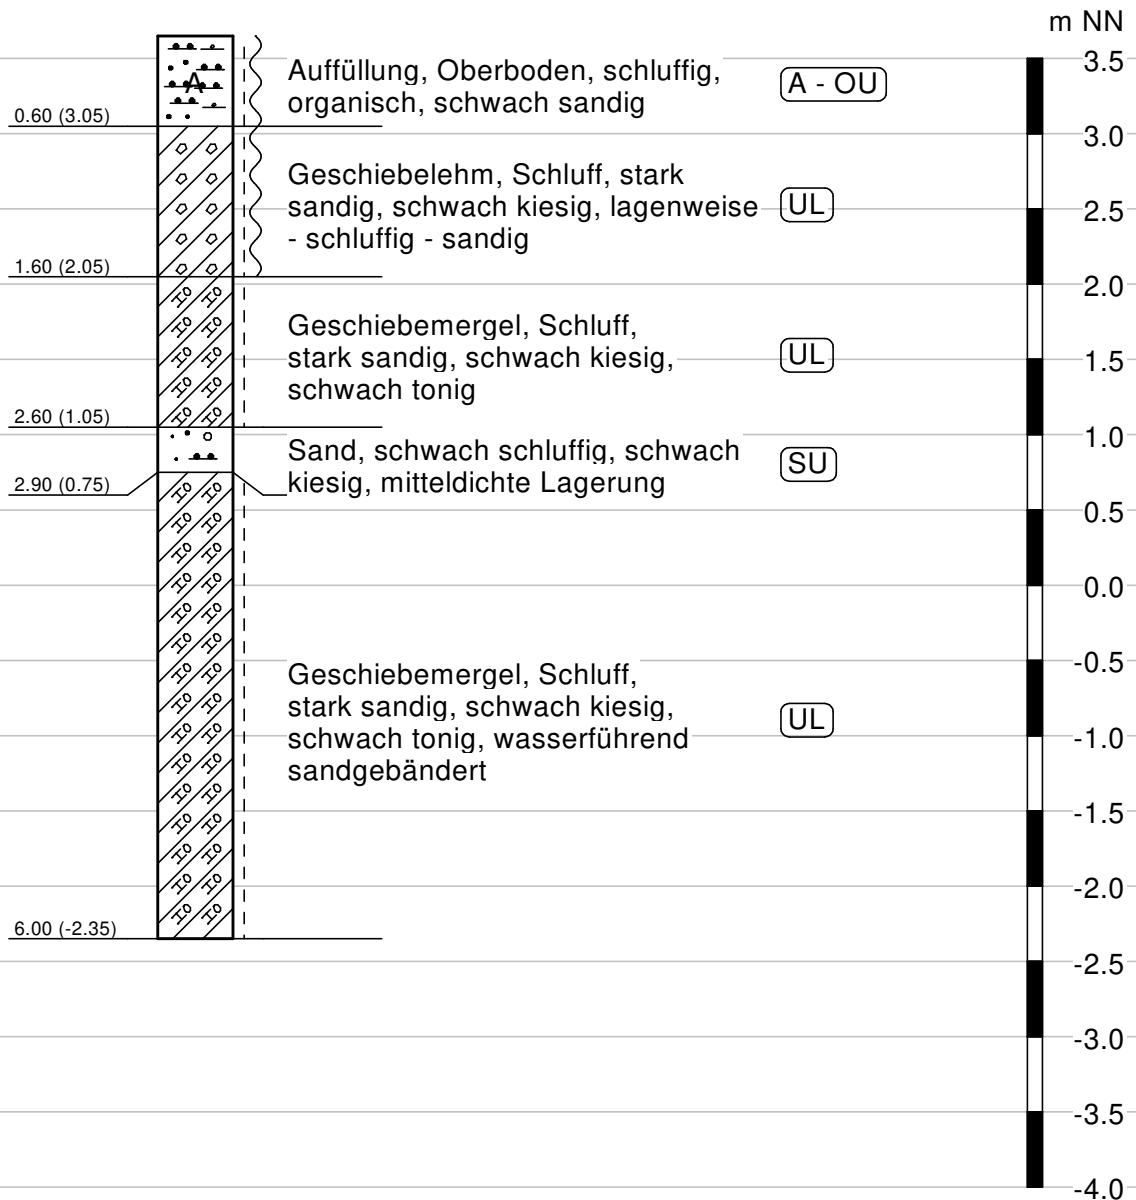 m NN
3.5
Auffüllung, Oberboden, schluffig,
organisch, schwach sandig
A - OU
A
0.60 (3.05)
3.0
Geschiebelehm, Schluff, stark
sandig, schwach kiesig, lagenweise
- schluffig - sandig
UL
2.5
1.60 (2.05)
2.0
Geschiebemergel, Schluff,
stark sandig, schwach kiesig,
schwach tonig
UL
1.5
2.60 (1.05)
1.0
Sand, schwach schluffig, schwach
kiesig, mitteldichte Lagerung
SU
2.90 (0.75)
0.5
0.0
-0.5
Geschiebemergel, Schluff,
stark sandig, schwach kiesig,
schwach tonig, wasserführend
sandgebändert
UL
-1.0
-1.5
-2.0
6.00 (-2.35)
-2.5
-3.0
-3.5
-4.0